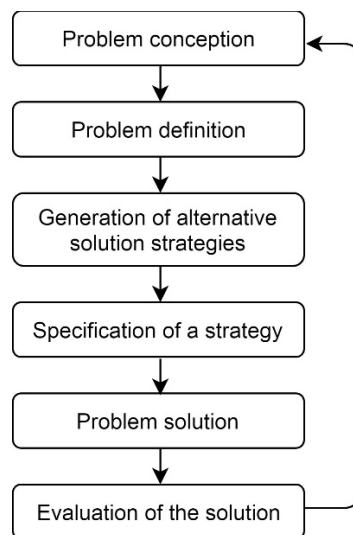 Problem conception
Problem definition
Generation of alternative
solution strategies
Specification of a strategy
Problem solution
Evaluation of the solution